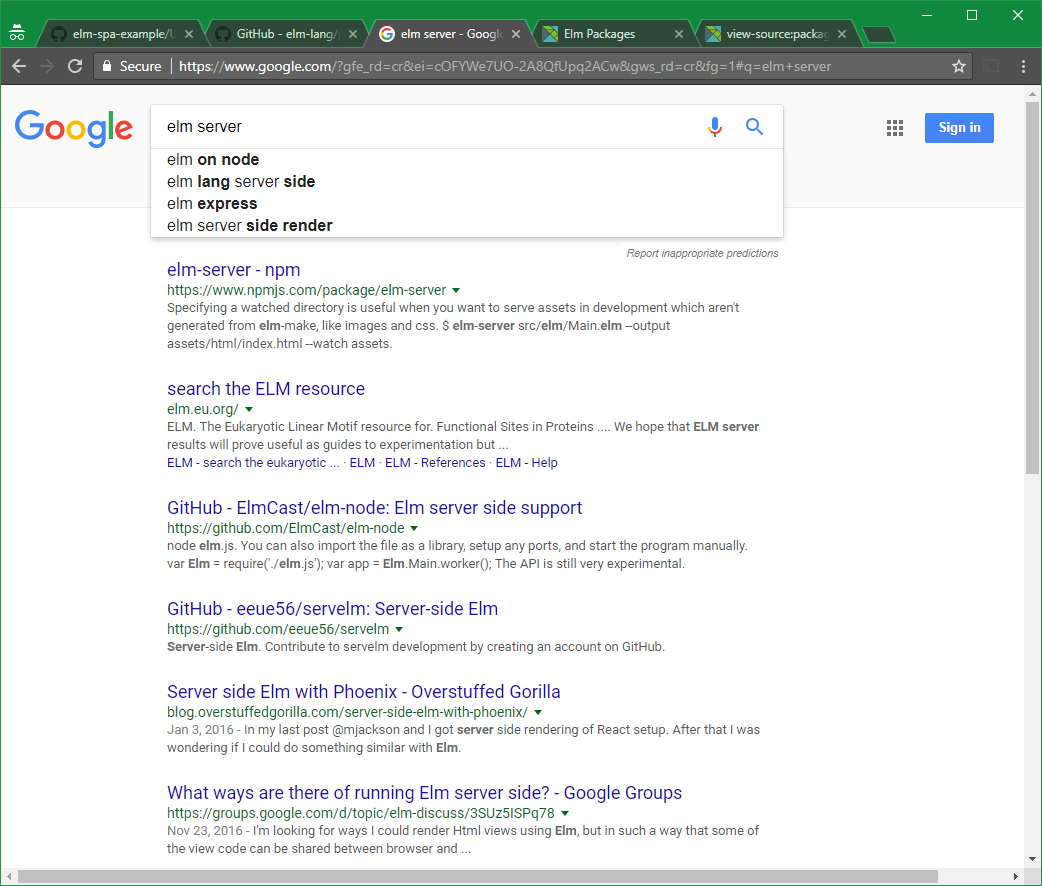 elm-spa-example/
GitHub - elm-lang/
elm server - Google
Elm Packages
view-source:packag
Secure
https://www.google.com/?gfe_rd=cr&ei=cOFYWe7UO-2A8QfUpq2ACw&gws_rd=cr&fg=1#q=elm+server
Google
elm server
Sign in
elm on node
elm lang server side
elm express
elm server side render
Report inappropriate predictions
elm-server - npm
https://www.npmjs.com/package/elm-server
Specifying a watched directory is useful when you want to serve assets in development which aren't
generated from elm-make, like images and css. $ elm-server src/elm/Main.elm --output
assets/html/index.html --watch assets.
search the ELM resource
elm.eu.org/
ELM. The Eukaryotic Linear Motif resource for. Functional Sites in Proteins .... We hope that ELM server
results will prove useful as guides to experimentation but ...
ELM - search the eukaryotic ... · ELM · ELM - References · ELM - Help
GitHub - ElmCast/elm-node: Elm server side support
https://github.com/ElmCast/elm-node
node elm.js. You can also import the file as a library, setup any ports, and start the program manually.
var Elm = require('./elm.js'); var app = Elm.Main.worker(); The API is still very experimental.
GitHub - eeue56/servelm: Server-side Elm
https://github.com/eeue56/servelm
Server-side Elm. Contribute to servelm development by creating an account on GitHub.
Server side Elm with Phoenix - Overstuffed Gorilla
blog.overstuffedgorilla.com/server-side-elm-with-phoenix/
Jan 3, 2016 - In my last post @mjackson and I got server side rendering of React setup. After that I was
wondering if I could do something similar with Elm.
What ways are there of running Elm server side? - Google Groups
https://groups.google.com/d/topic/elm-discuss/3SUz5ISPq78
Nov 23, 2016 - I'm looking for ways I could render Html views using Elm, but in such a way that some of
the view code can be shared between browser and ...